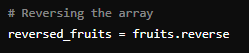 # Reversing the array
reversed_fruits = fruits.reverse